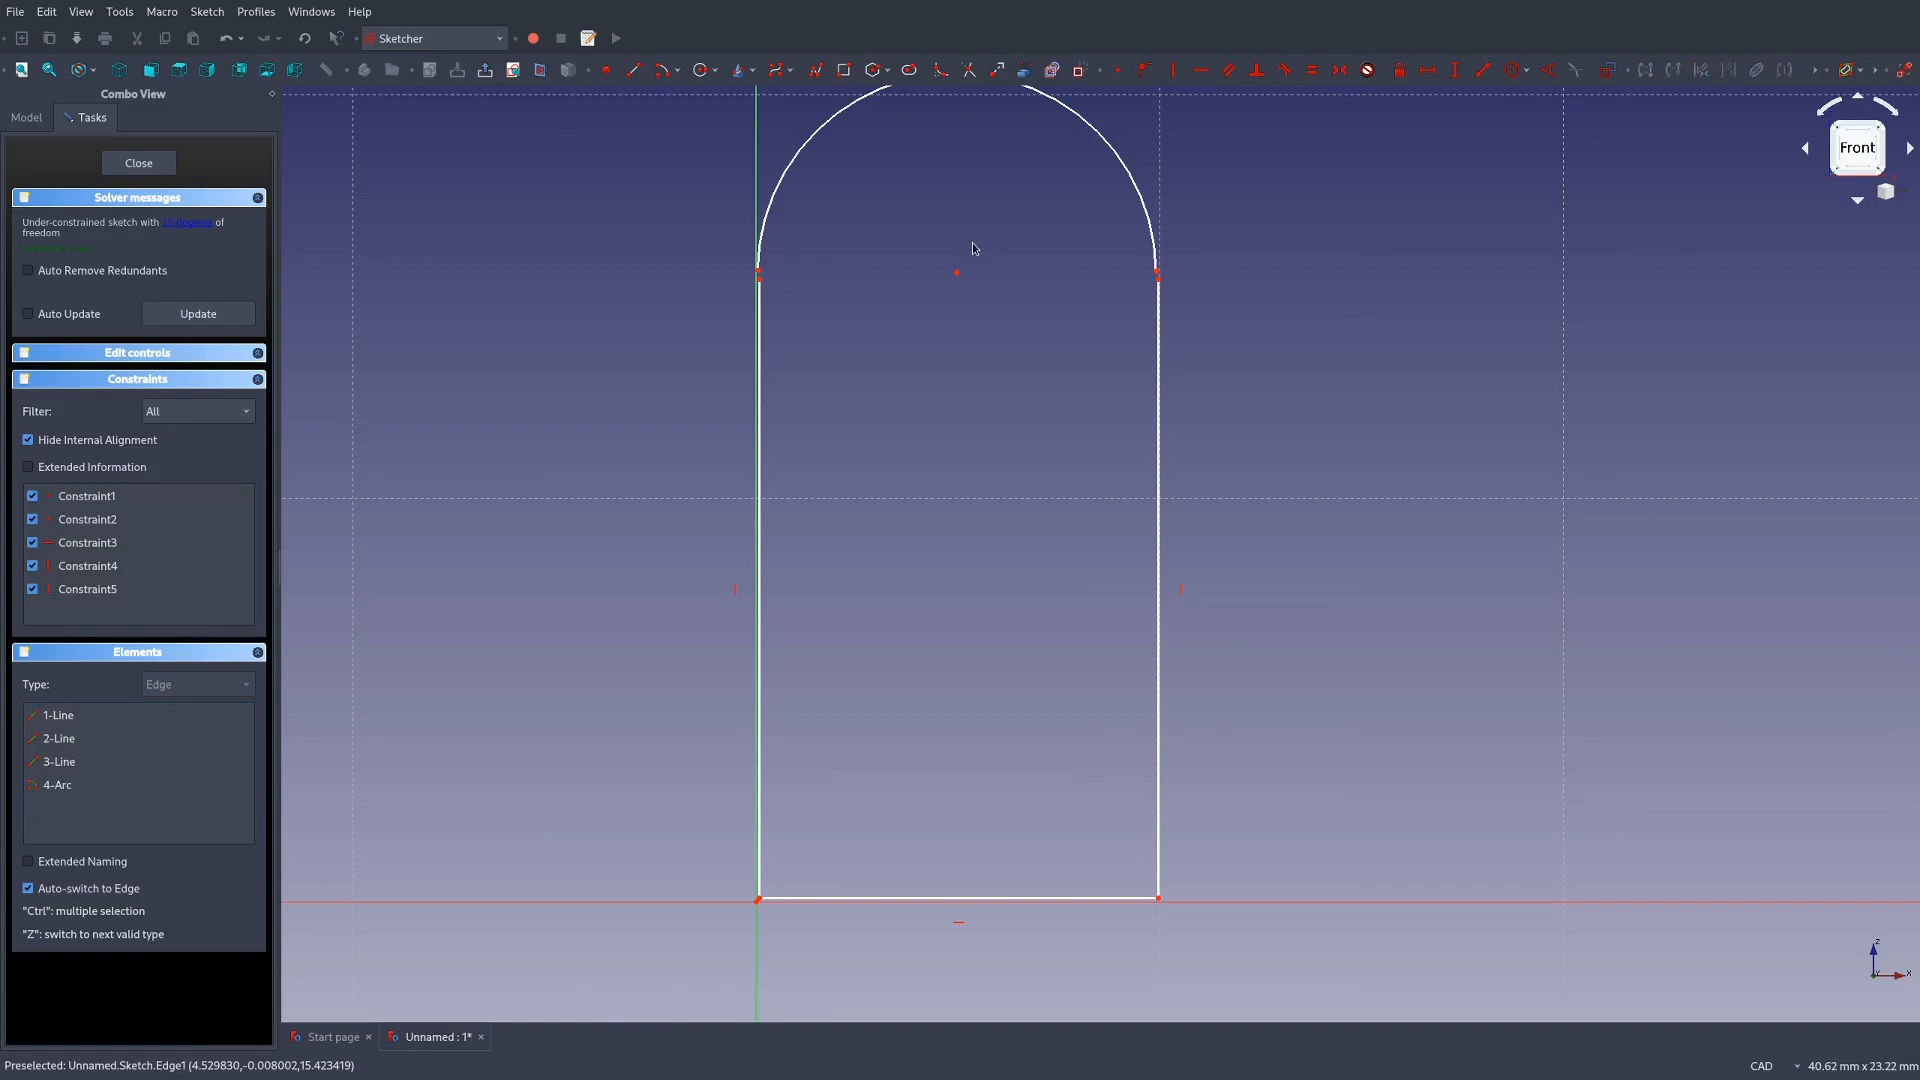 File Edit View Tools Macro Sketch Profiles Windows Help
Sketcher
Combo View
Model Tasks
Close
Solver messages
Under-constrained sketch with 10 degrees of
freedom
Auto Remove Redundants
Auto Update Update
Edit controls
Constraints
Filter: All
Hide Internal Alignment
Extended Information
Constraint1
Constraint2
Constraint3
Constraint4
Constraint5
Elements
Type: Edge
1-Line
2-Line
3-Line
4-Arc
Extended Naming
Auto-switch to Edge
"Ctrl": multiple selection
"Z": switch to next valid type
Front
Z
Y
X
Start page × Unnamed : 1* ×
Preselected: Unnamed.Sketch.Edge1 (4.529830,-0.008002,15.423419)
CAD 40.62 mm x 23.22 mm